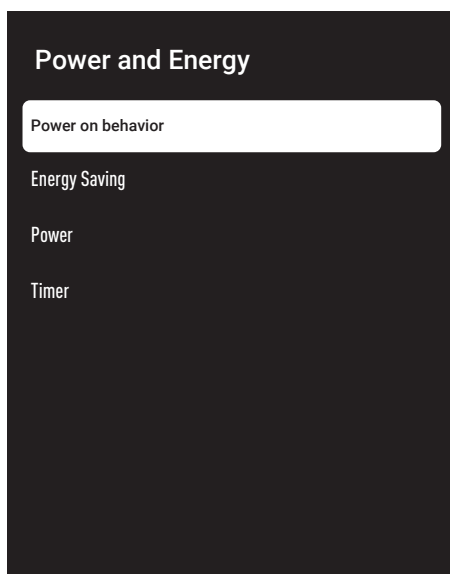 Power and Energy
Power on behavior
Energy Saving
Power
Timer